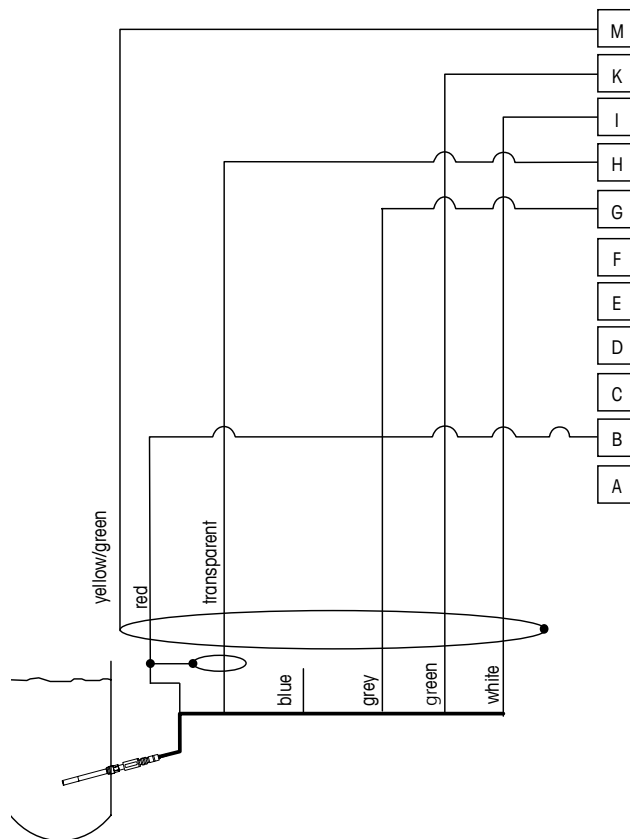 M
K
I
H
G
F
E
D
C
B
A
yellow/green
red
transparent
blue
grey
green
white